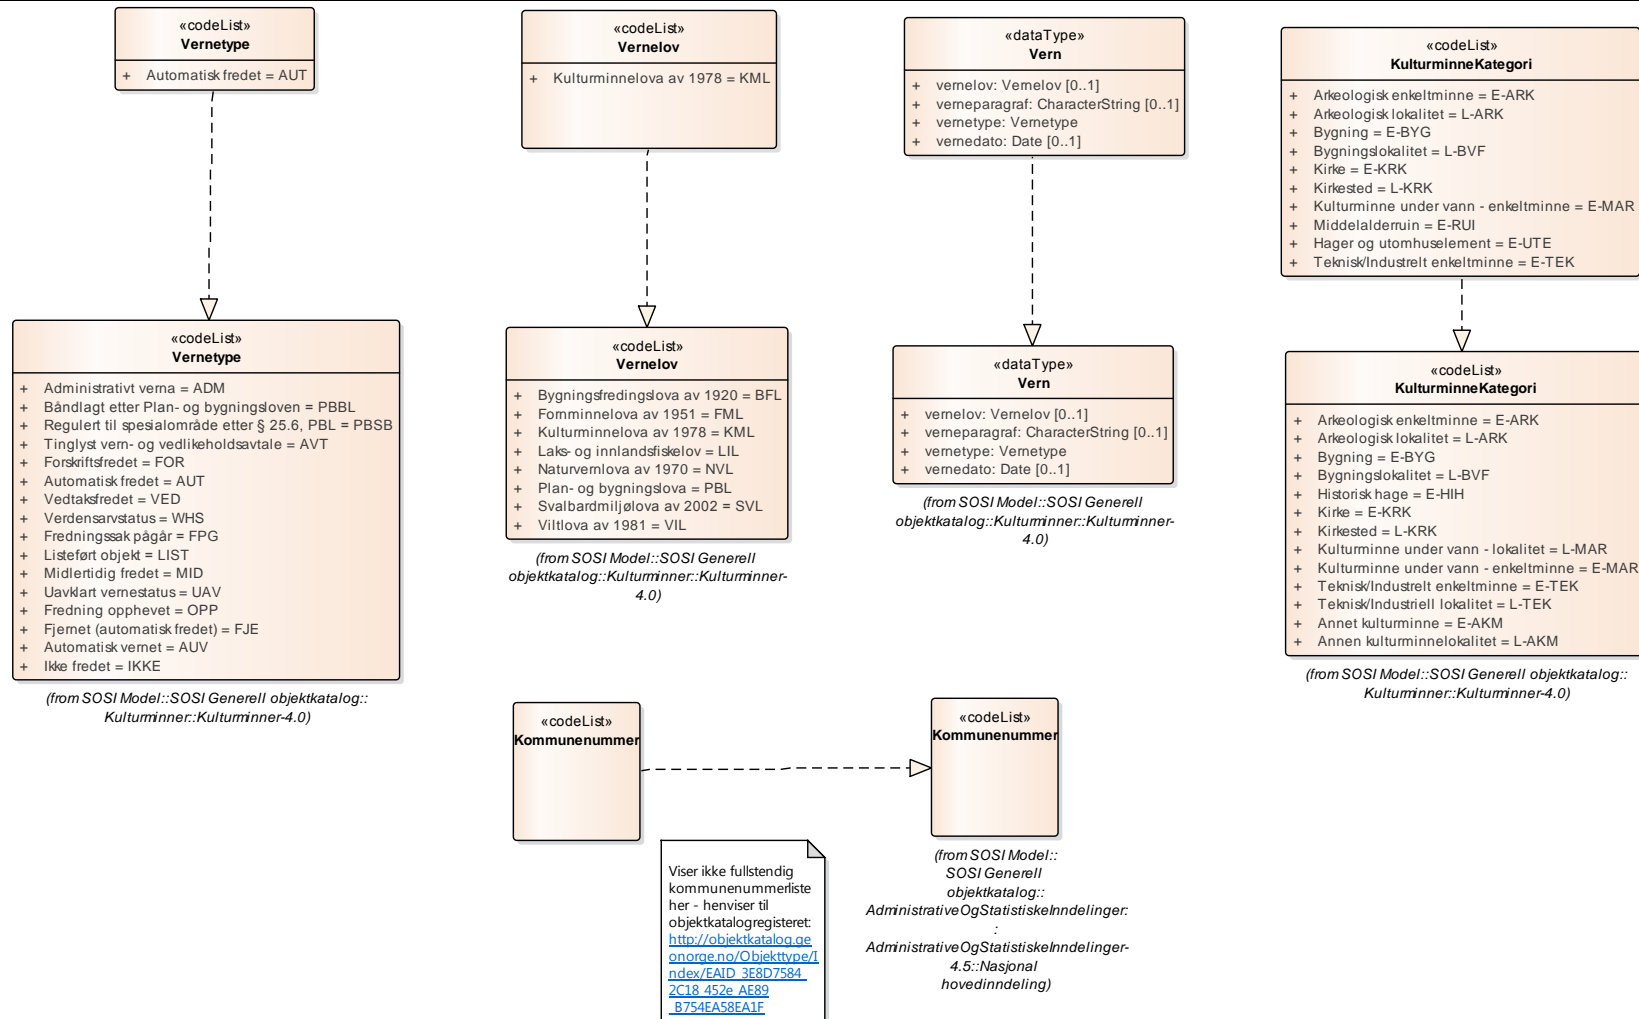 «codeList»
Vernetype
+ Automatisk fredet = AUT
«codeList»
Vernelov
+ Kulturminnelova av 1978 = KML
«dataType»
Vern
+ vernelov: Vernelov [0..1]
+ verneparagraf: CharacterString [0..1]
+ vernetype: Vernetype
+ vernedato: Date [0..1]
«codeList»
KulturminneKategori
+ Arkeologisk enkeltminne = E-ARK
+ Arkeologisk lokalitet = L-ARK
+ Bygning = E-BYG
+ Bygningslokalitet = L-BVF
+ Kirke = E-KRK
+ Kirkested = L-KRK
+ Kulturminne under vann - enkeltminne = E-MAR
+ Middelalderruin = E-RUI
+ Hager og utomhuselement = E-UTE
+ Teknisk/Industrelt enkeltminne = E-TEK
«codeList»
Vernetype
+ Administrativt verna = ADM
+ Båndlagt etter Plan- og bygningsloven = PBBL
+ Regulert til spesialområde etter § 25.6, PBL = PBSB
+ Tinglyst vern- og vedlikeholdsavtale = AVT
+ Forskriftsfredet = FOR
+ Automatisk fredet = AUT
+ Vedtaksfredet = VED
+ Verdensarvstatus = WHS
+ Fredningssak pågår = FPG
+ Listeført objekt = LIST
+ Midlertidig fredet = MID
+ Uavklart vernestatus = UAV
+ Fredning opphevet = OPP
+ Fjernet (automatisk fredet) = FJE
+ Automatisk vernet = AUV
+ Ikke fredet = IKKE
(from SOSI Model::SOSI Generell objektkatalog::
Kulturminner::Kulturminner-4.0)
«codeList»
Vernelov
+ Bygningsfredingslova av 1920 = BFL
+ Fornminnelova av 1951 = FML
+ Kulturminnelova av 1978 = KML
+ Laks- og innlandsfiskelov = LIL
+ Naturvernlova av 1970 = NVL
+ Plan- og bygningslova = PBL
+ Svalbardmiljølova av 2002 = SVL
+ Viltlova av 1981 = VIL
(from SOSI Model::SOSI Generell
objektkatalog::Kulturminner::Kulturminner-
4.0)
«dataType»
Vern
+ vernelov: Vernelov [0..1]
+ verneparagraf: CharacterString [0..1]
+ vernetype: Vernetype
+ vernedato: Date [0..1]
(from SOSI Model::SOSI Generell
objektkatalog::Kulturminner::Kulturminner-
4.0)
«codeList»
KulturminneKategori
+ Arkeologisk enkeltminne = E-ARK
+ Arkeologisk lokalitet = L-ARK
+ Bygning = E-BYG
+ Bygningslokalitet = L-BVF
+ Historisk hage = E-HIH
+ Kirke = E-KRK
+ Kirkested = L-KRK
+ Kulturminne under vann - lokalitet = L-MAR
+ Kulturminne under vann - enkeltminne = E-MAR
+ Teknisk/Industrelt enkeltminne = E-TEK
+ Teknisk/Industriell lokalitet = L-TEK
+ Annet kulturminne = E-AKM
+ Annen kulturminnelokalitet = L-AKM
(from SOSI Model::SOSI Generell objektkatalog::
Kulturminner::Kulturminner-4.0)
«codeList»
Kommunenummer
«codeList»
Kommunenummer
(from SOSI Model::
SOSI Generell
objektkatalog::
AdministrativeOgStatistiskeInndelinger:
:
AdministrativeOgStatistiskeInndelinger-
4.5::Nasjonal
hovedinndeling)
Viser ikke fullstendig
kommunenummerliste
her - henviser til
objektkatalogregisteret:
http://objektkatalog.ge
onorge.no/Objekttype/I
ndex/EAID_3E8D7584_
2C18_452e_AE89
_B754EA58EA1F